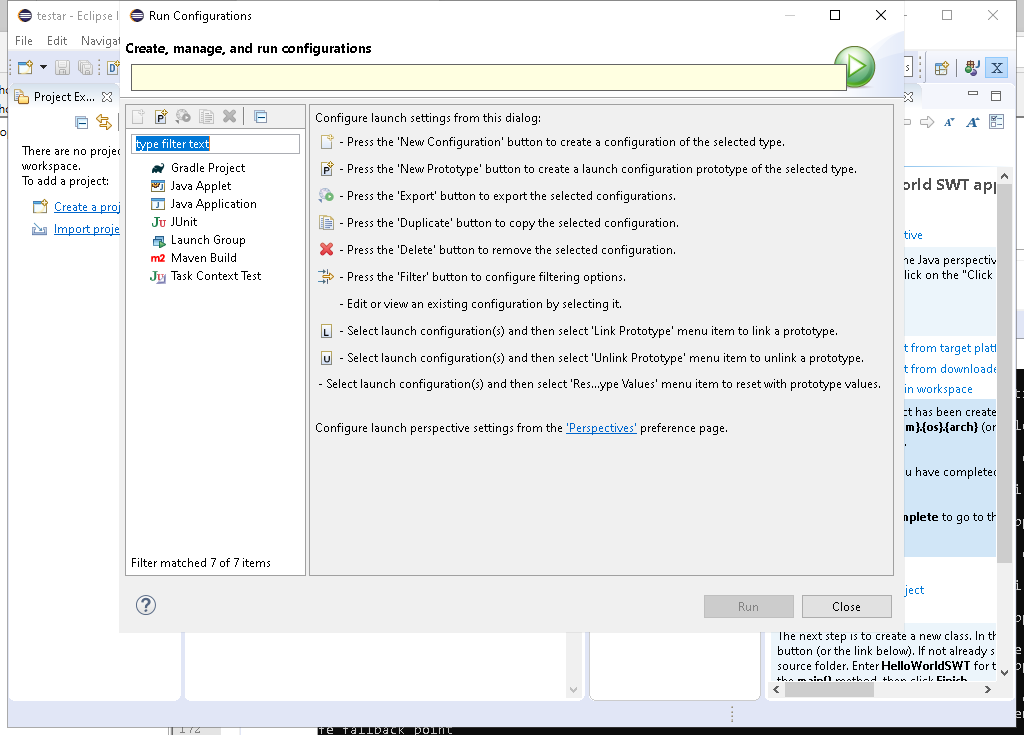 testar - Eclipse
Run Configurations
File Edit Navigat
Create, manage, and run configurations
Project Ex...
There are no projec
workspace.
To add a project:
Create a proj
Import proje
type filter text
Gradle Project
Java Applet
Java Application
JUnit
Launch Group
Maven Build
Task Context Test
Filter matched 7 of 7 items
Configure launch settings from this dialog:
- Press the 'New Configuration' button to create a configuration of the selected type.
- Press the 'New Prototype' button to create a launch configuration prototype of the selected type.
- Press the 'Export' button to export the selected configurations.
- Press the 'Duplicate' button to copy the selected configuration.
- Press the 'Delete' button to remove the selected configuration.
- Press the 'Filter' button to configure filtering options.
- Edit or view an existing configuration by selecting it.
- Select launch configuration(s) and then select 'Link Prototype' menu item to link a prototype.
- Select launch configuration(s) and then select 'Unlink Prototype' menu item to unlink a prototype.
- Select launch configuration(s) and then select 'Res...ype Values' menu item to reset with prototype values.
Configure launch perspective settings from the 'Perspectives' preference page.
Run
Close
orld SWT app
tive
he Java perspectiv
lick on the "Click
t from target platf
t from downloade
in workspace
ct has been create
m}.{os}.{arch} (or
u have completed
mplete to go to th
ject
The next step is to create a new class. In th
button (or the link below). If not already s
source folder. Enter HelloWorldSWT for t
the main() method, then click Finish.
172
fe fallback point